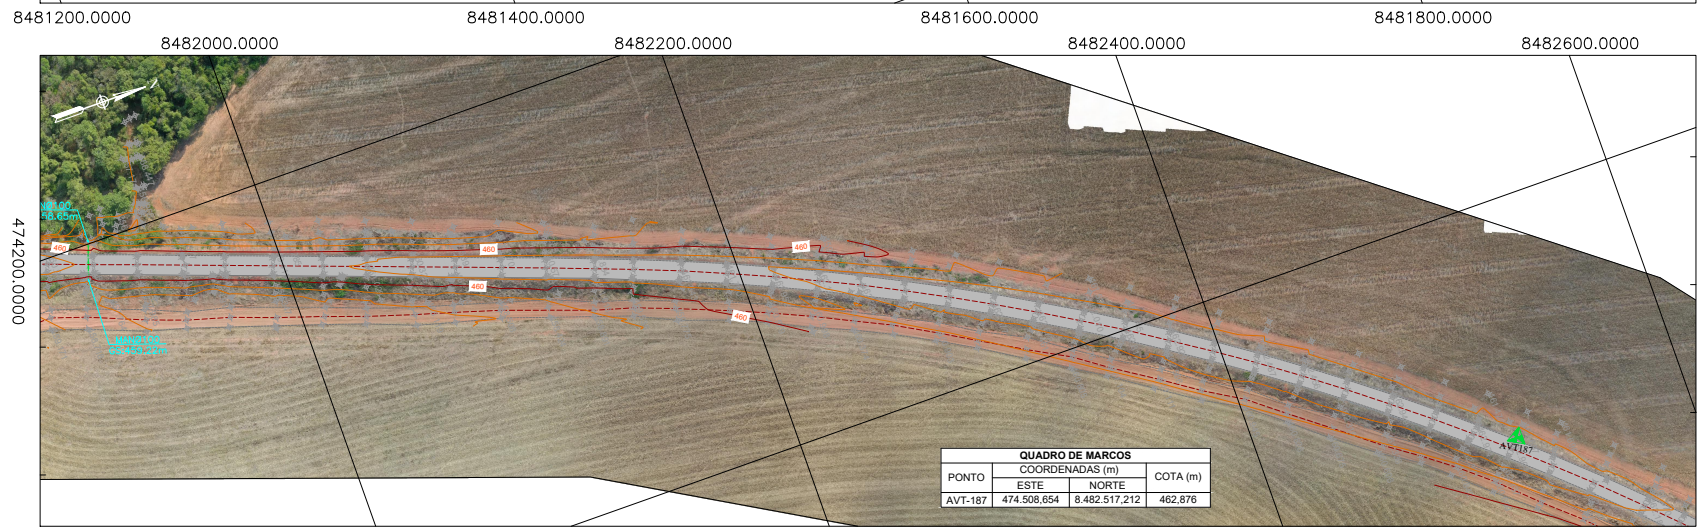 8481200.0000 8481400.0000 8481600.0000 8481800.0000
8482000.0000 8482200.0000 8482400.0000 8482600.0000
474200.0000
460
460
460
460
460
AVT187
QUADRO DE MARCOS
PONTO COORDENADAS (m) COTA (m)
ESTE NORTE
AVT-187 474.508,654 8.482.517,212 462,876